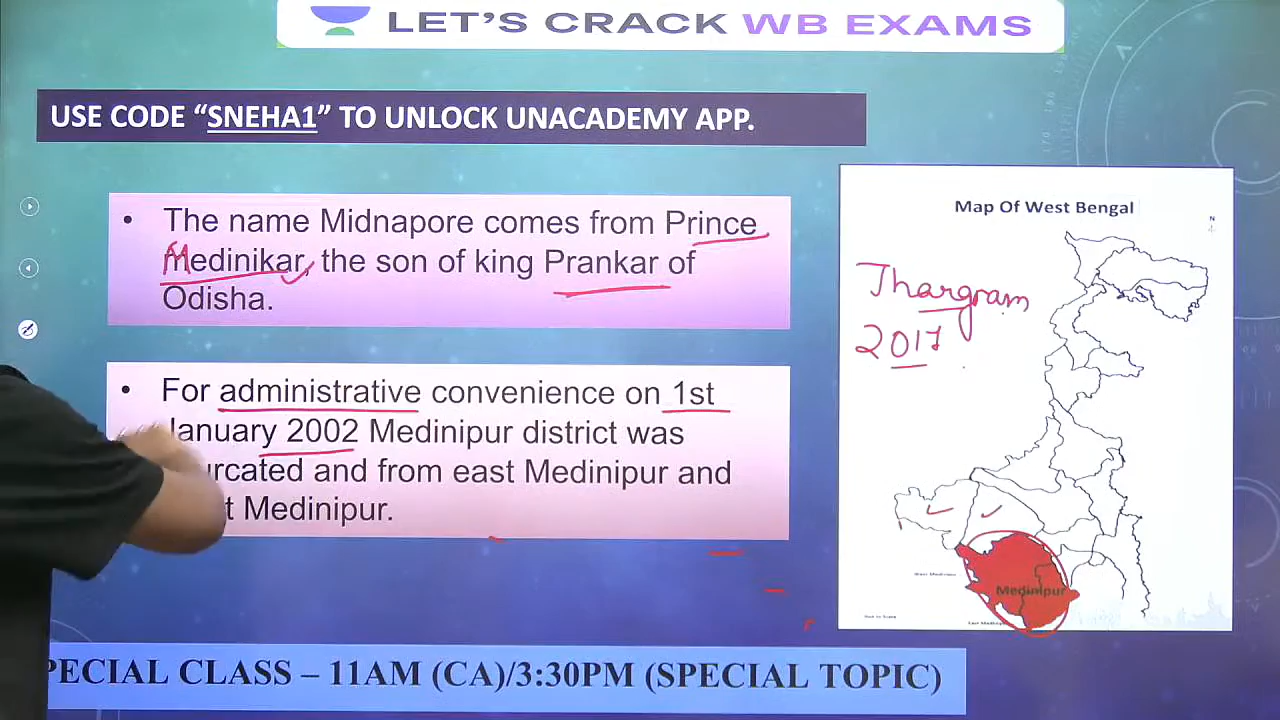 LET'S CRACK WB EXAMS
USE CODE “SNEHA1” TO UNLOCK UNACADEMY APP.
• The name Midnapore comes from Prince
Medinikar, the son of king Prankar of
Odisha.
• For administrative convenience on 1st
January 2002 Medinipur district was
and from east Medinipur and
Medinipur.
Map Of West Bengal
N
Jhargram
2017
West Medinipur
Medinipur
PECIAL CLASS – 11AM (CA)/3:30PM (SPECIAL TOPIC)